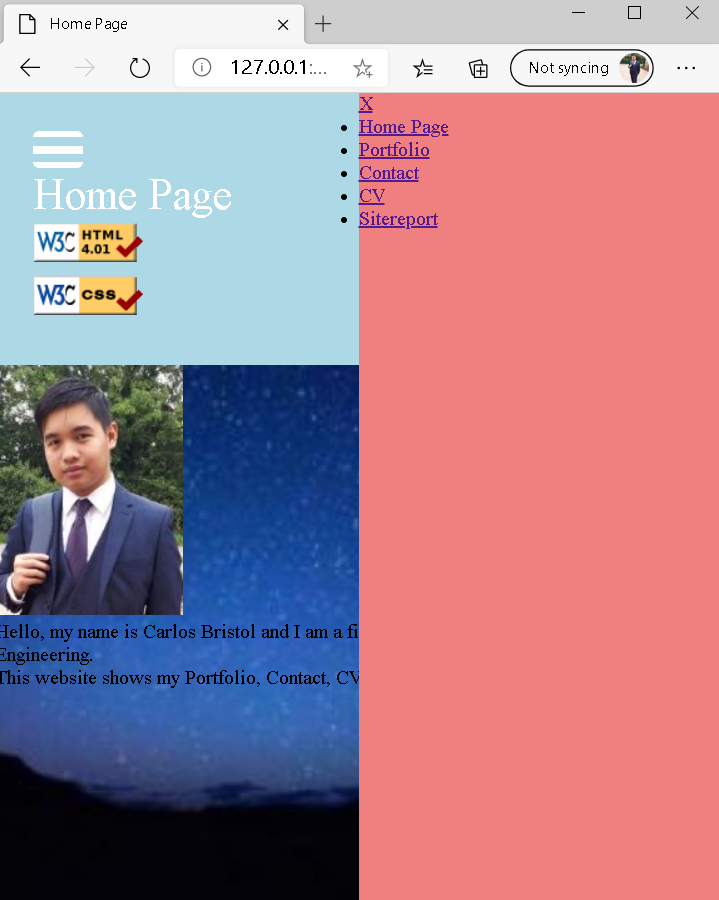 Home Page
127.0.0.1:...
Not syncing
X
Home Page
Portfolio
Contact
CV
Sitereport
Home Page
W3C HTML 4.01
W3C css
Hello, my name is Carlos Bristol and I am a fi
Engineering.
This website shows my Portfolio, Contact, CV